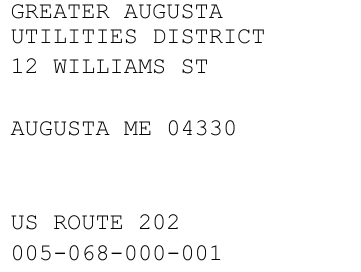 GREATER AUGUSTA
UTILITIES DISTRICT
12 WILLIAMS ST
AUGUSTA ME 04330
US ROUTE 202
005-068-000-001